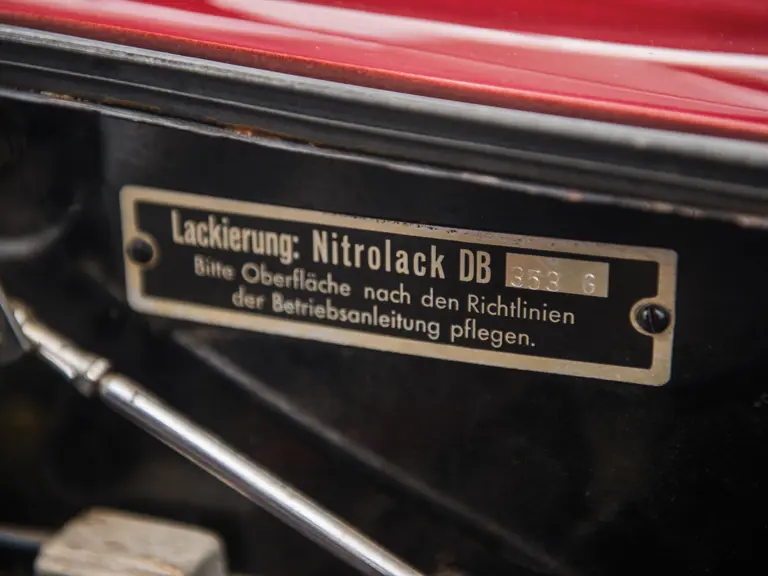 Lackierung: Nitrolack DB 353 G
Bitte Oberfläche nach den Richtlinien
der Betriebsanleitung pflegen.